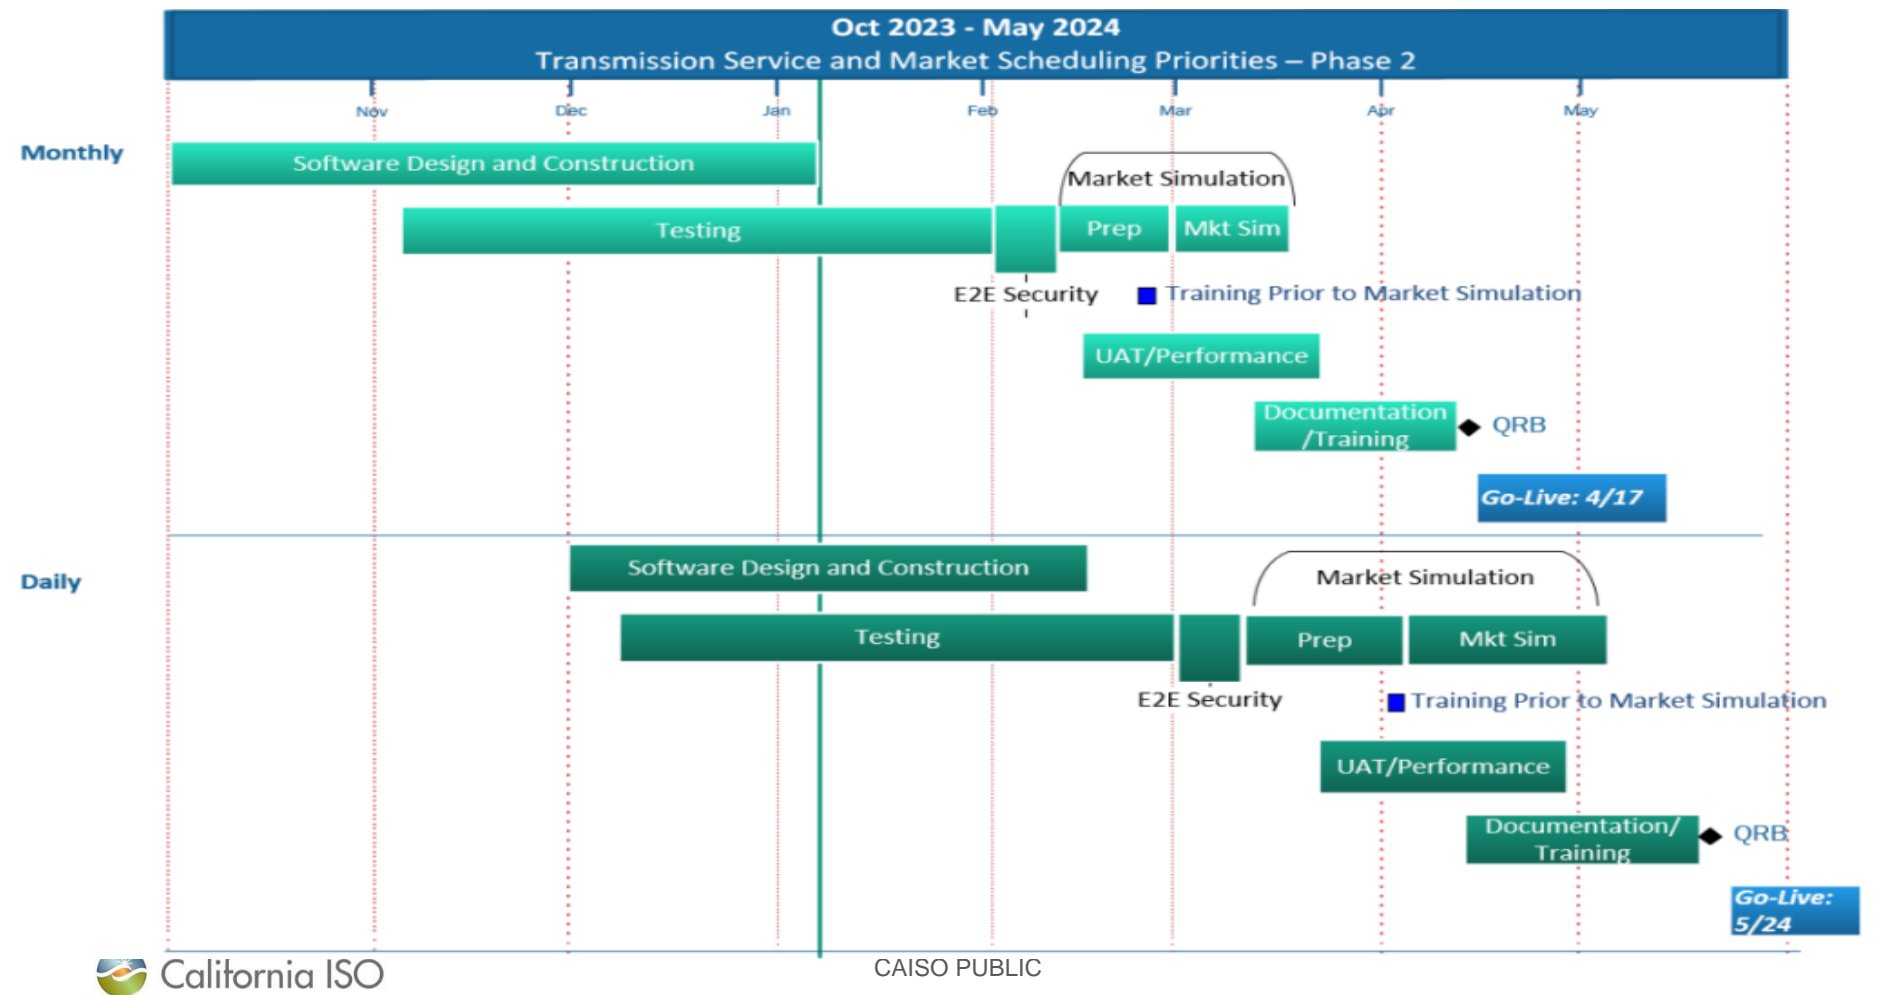 Oct 2023 - May 2024
Transmission Service and Market Scheduling Priorities – Phase 2
Nov
Dec
Jan
Feb
Mar
Apr
May
Monthly
Software Design and Construction
Market Simulation
Testing
Prep
Mkt Sim
E2E Security
Training Prior to Market Simulation
UAT/Performance
Documentation
/Training
QRB
Go-Live: 4/17
Daily
Software Design and Construction
Market Simulation
Testing
Prep
Mkt Sim
E2E Security
Training Prior to Market Simulation
UAT/Performance
Documentation/
Training
QRB
Go-Live:
5/24
California ISO
CAISO PUBLIC